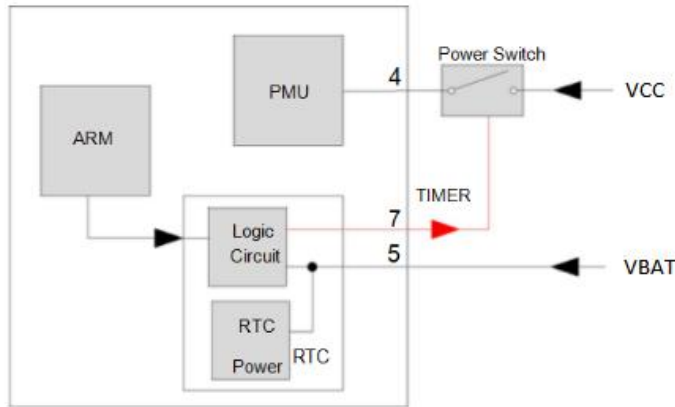 Power Switch
4
PMU
VCC
ARM
TIMER
7
Logic
Circuit
5
VBAT
RTC
Power
RTC